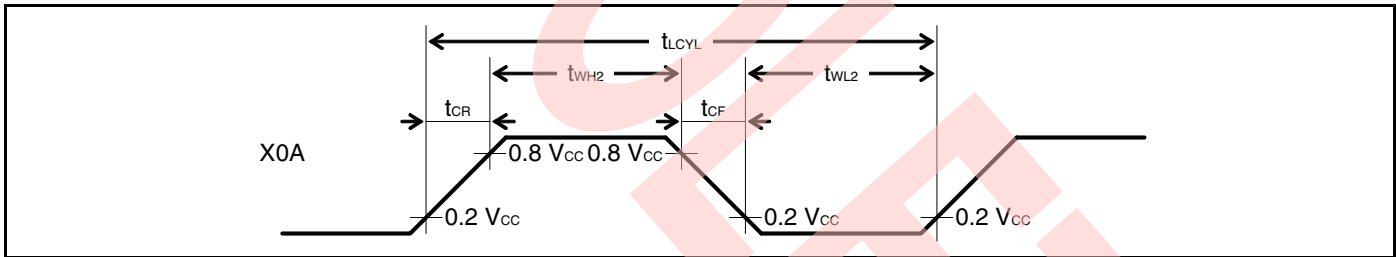 tLCYL
tWH2 tWL2
tCR tCF
X0A 0.8 VCC 0.8 VCC
0.2 VCC 0.2 VCC 0.2 VCC